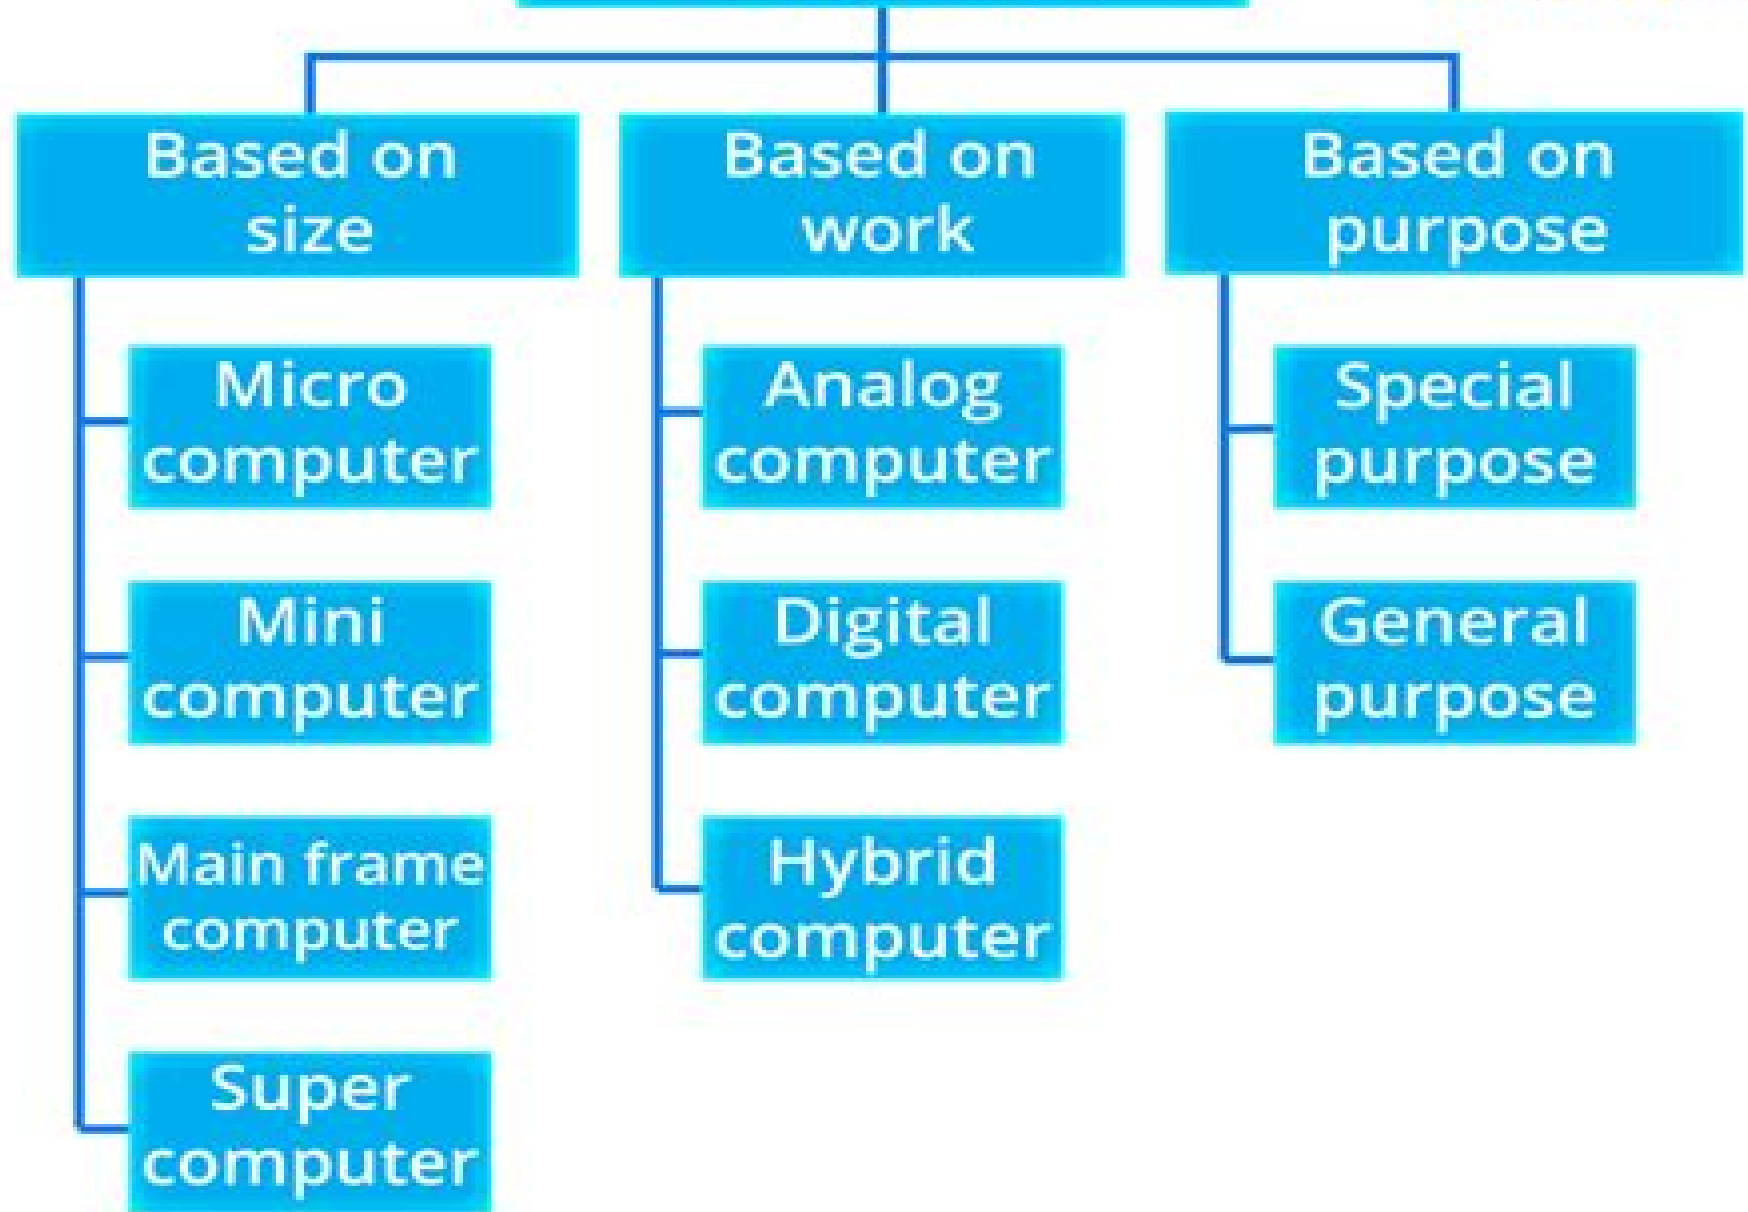 Based on
size
Micro
computer
Mini
computer
Main frame
computer
Super
computer
Based on
work
Analog
computer
Digital
computer
Hybrid
computer
Based on
purpose
Special
purpose
General
purpose